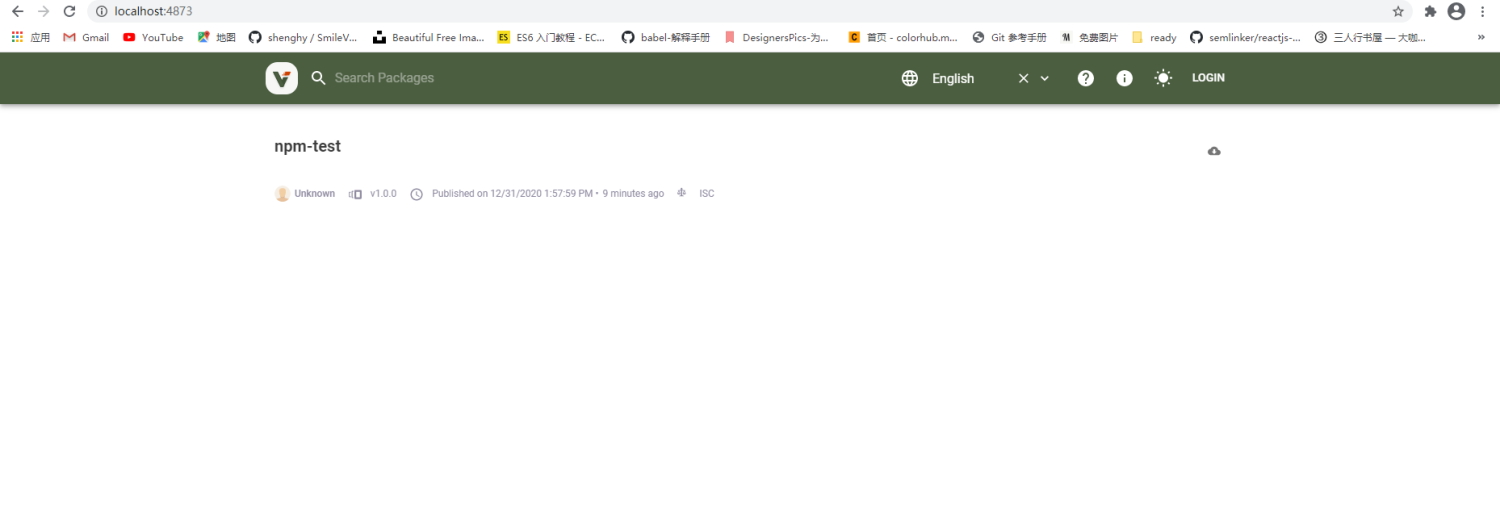 localhost:4873
应用 Gmail YouTube 地图 shenghy / SmileV... Beautiful Free Ima... ES ES6 入门教程 - EC... babel-解释手册 DesignersPics-为... C 首页 - colorhub.m... Git 参考手册 M 免费图片 ready semlinker/reactjs-... ③ 三人行书屋 — 大咖... »
Search Packages English LOGIN
npm-test
Unknown v1.0.0 Published on 12/31/2020 1:57:59 PM • 9 minutes ago ISC